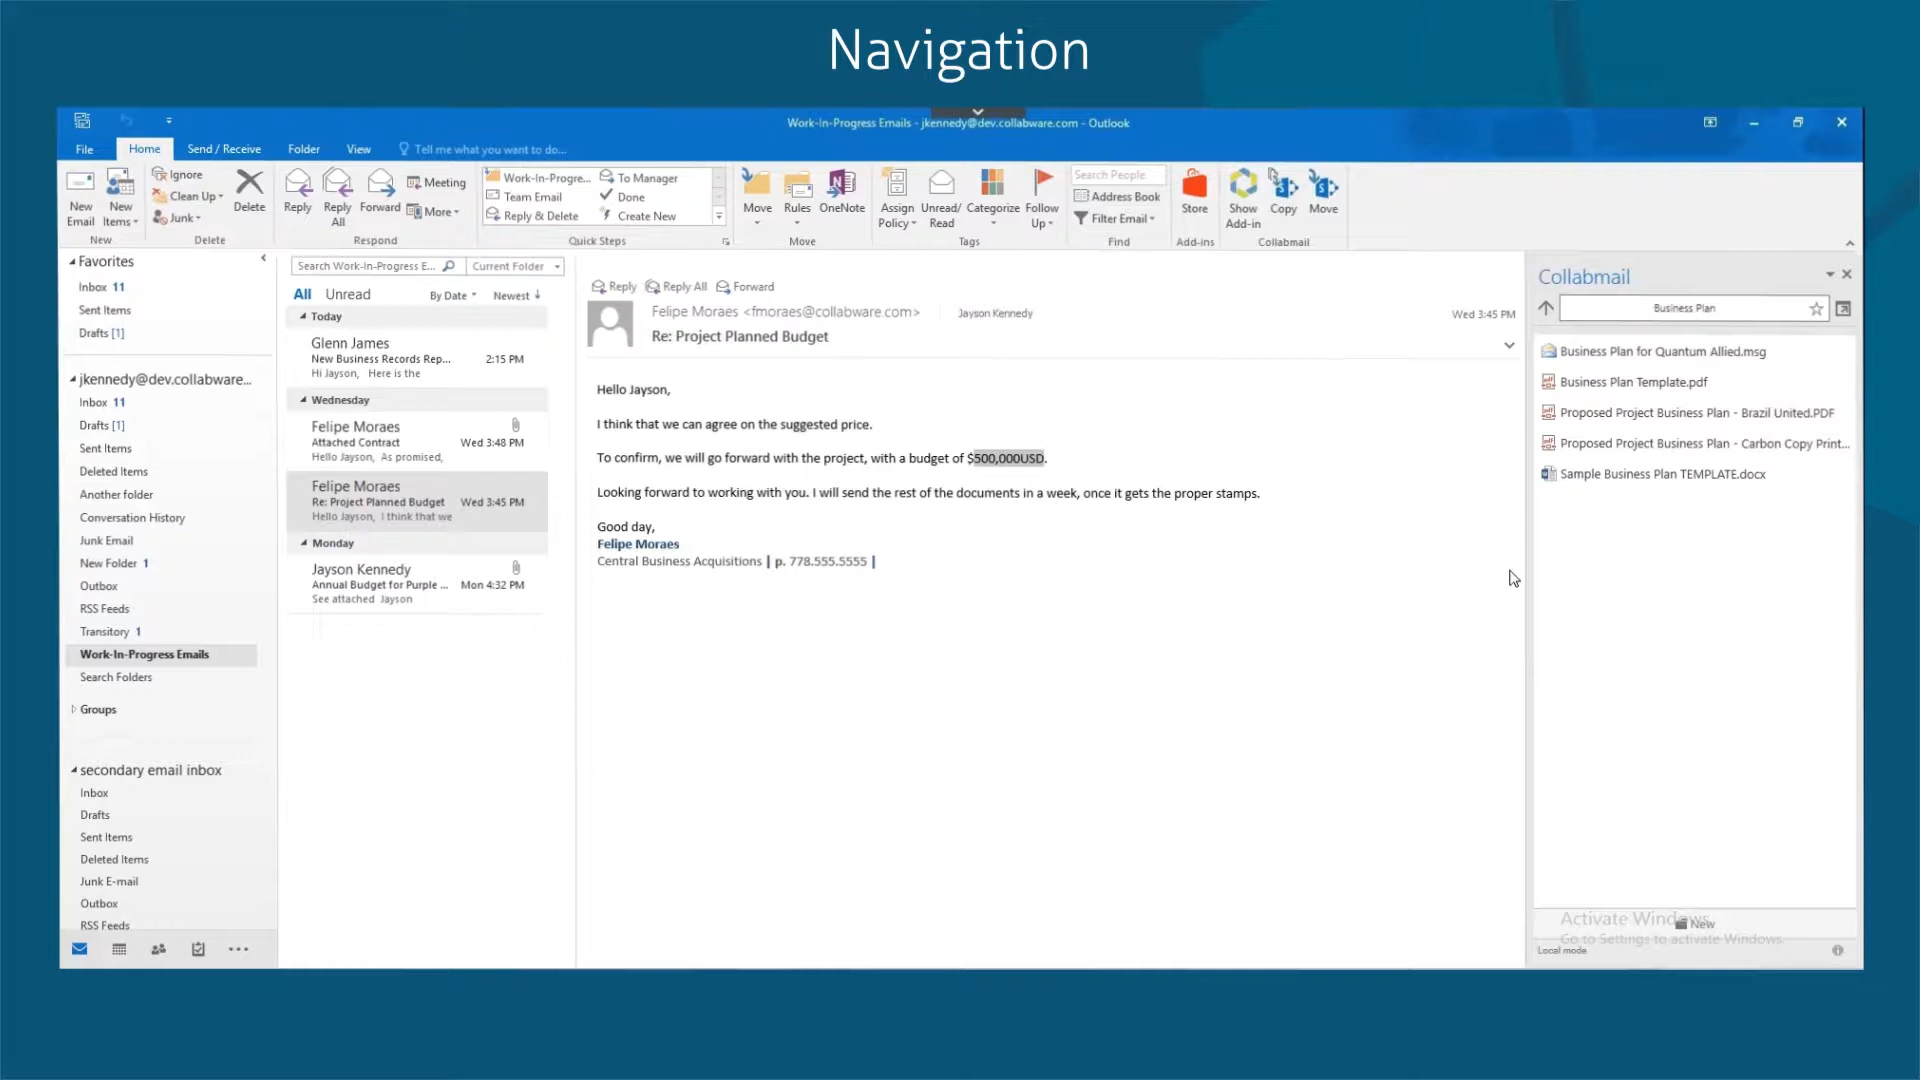 Navigation
Work-In-Progress Emails - jkennedy@dev.collabware.com - Outlook
File
Home
Send / Receive
Folder
View
Tell me what you want to do...
New Email
New Items
New
Ignore
Clean Up
Junk
Delete
Delete
Reply
Reply All
Forward
Meeting
More
Respond
Work-In-Progre...
Team Email
Reply & Delete
To Manager
Done
Create New
Quick Steps
Move
Rules
OneNote
Move
Assign Policy
Unread/ Read
Categorize
Follow Up
Tags
Search People
Address Book
Filter Email
Find
Store
Add-ins
Show Add-in
Copy
Move
Collabmail
Favorites
Inbox 11
Sent Items
Drafts [1]
jkennedy@dev.collabware...
Inbox 11
Drafts [1]
Sent Items
Deleted Items
Another folder
Conversation History
Junk Email
New Folder 1
Outbox
RSS Feeds
Transitory 1
Work-In-Progress Emails
Search Folders
Groups
secondary email inbox
Inbox
Drafts
Sent Items
Deleted Items
Junk E-mail
Outbox
RSS Feeds
Search Work-In-Progress E...
Current Folder
All
Unread
By Date
Newest
Today
Glenn James
New Business Records Rep... 2:15 PM
Hi Jayson, Here is the
Wednesday
Felipe Moraes
Attached Contract Wed 3:48 PM
Hello Jayson, As promised,
Felipe Moraes
Re: Project Planned Budget Wed 3:45 PM
Hello Jayson, I think that we
Monday
Jayson Kennedy
Annual Budget for Purple ... Mon 4:32 PM
See attached Jayson
Reply
Reply All
Forward
Felipe Moraes <fmoraes@collabware.com>
Jayson Kennedy
Wed 3:45 PM
Re: Project Planned Budget
Hello Jayson,
I think that we can agree on the suggested price.
To confirm, we will go forward with the project, with a budget of $500,000USD.
Looking forward to working with you. I will send the rest of the documents in a week, once it gets the proper stamps.
Good day,
Felipe Moraes
Central Business Acquisitions | p. 778.555.5555 |
Collabmail
Business Plan
Business Plan for Quantum Allied.msg
Business Plan Template.pdf
Proposed Project Business Plan - Brazil United.PDF
Proposed Project Business Plan - Carbon Copy Print...
Sample Business Plan TEMPLATE.docx
Activate Windows
New
Go to Settings to activate Windows.
Local mode